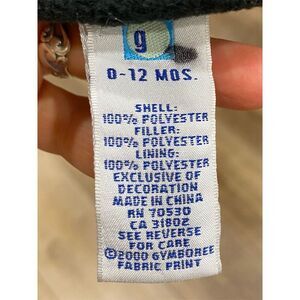 g
0-12 MOS.
SHELL:
100% POLYESTER
FILLER:
100% POLYESTER
LINING:
100% POLYESTER
EXCLUSIVE OF
DECORATION
MADE IN CHINA
RN 70530
CA 31802
SEE REVERSE
FOR CARE
©2000 GYMBOREE
FABRIC PRINT